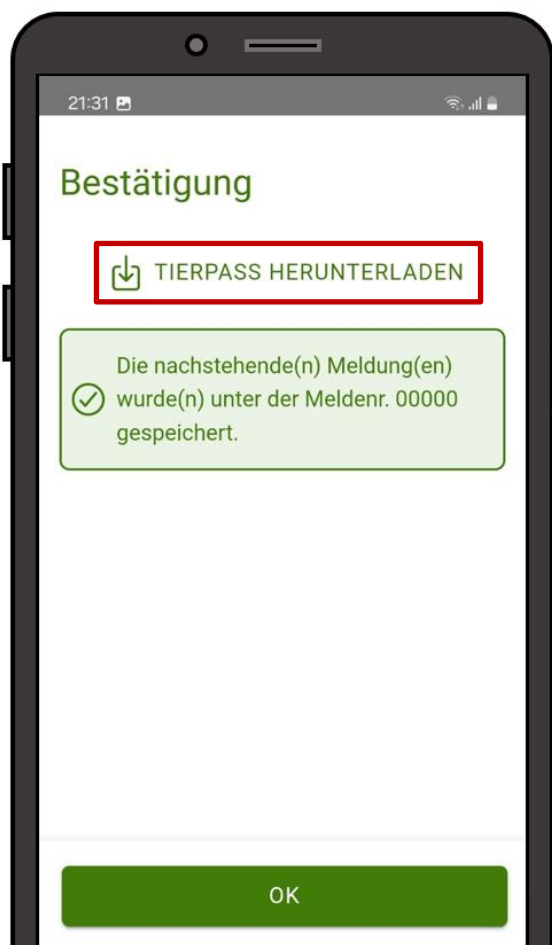 21:31
Bestätigung
TIERPASS HERUNTERLADEN
Die nachstehende(n) Meldung(en)
wurde(n) unter der Meldenr. 00000
gespeichert.
OK